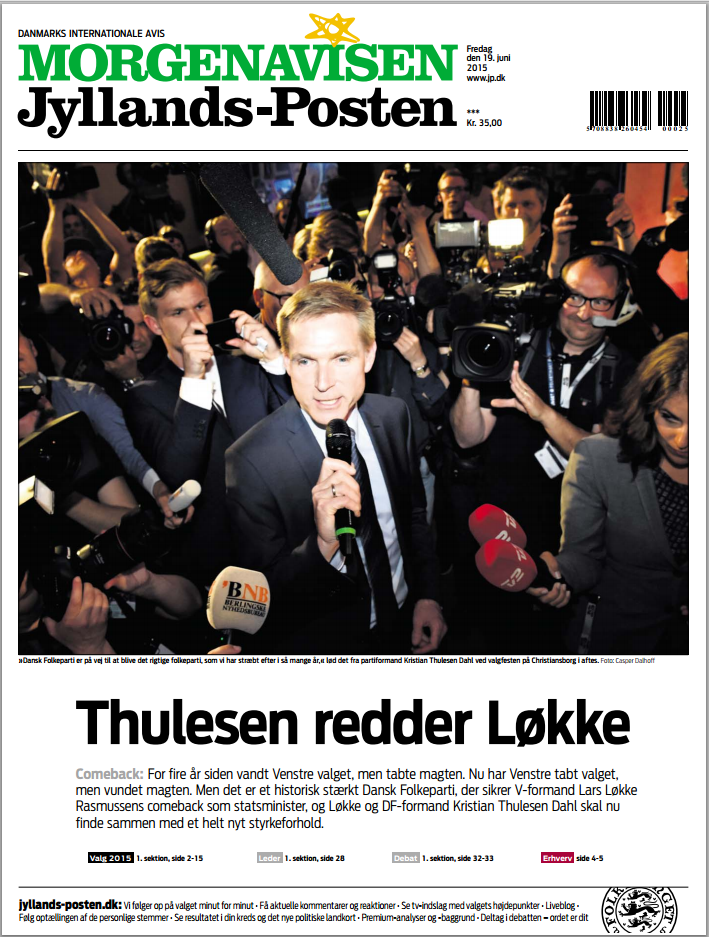 DANMARKS INTERNATIONALE AVIS
MORGENAVISEN
Jyllands-Posten
Fredag
den 19. juni
2015
www.jp.dk
***
Kr. 35,00
5 708838 260454 00025
BNB
BERLINGSKE
NYHEDSBUREAU
»Dansk Folkeparti er på vej til at blive det rigtige folkeparti, som vi har stræbt efter i så mange år,« lød det fra partiformand Kristian Thulesen Dahl ved valgfesten på Christiansborg i aftes. Foto: Casper Dalhoff
Thulesen redder Løkke
Comeback: For fire år siden vandt Venstre valget, men tabte magten. Nu har Venstre tabt valget,
men vundet magten. Men det er et historisk stærkt Dansk Folkeparti, der sikrer V-formand Lars Løkke
Rasmussens comeback som statsminister, og Løkke og DF-formand Kristian Thulesen Dahl skal nu
finde sammen med et helt nyt styrkeforhold.
Valg 2015 1. sektion, side 2-15 Leder 1. sektion, side 28 Debat 1. sektion, side 32-33 Erhverv side 4-5
jyllands-posten.dk: Vi følger op på valget minut for minut · Få aktuelle kommentarer og reaktioner · Se tv-indslag med valgets højdepunkter · Liveblog ·
Følg optællingen af de personlige stemmer · Se resultatet i din kreds og det nye politiske landkort · Premium-analyser og -baggrund · Deltag i debatten – ordet er dit